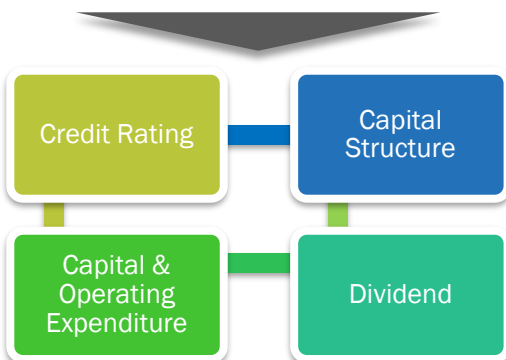 Credit Rating
Capital
Structure
Capital &
Operating
Expenditure
Dividend